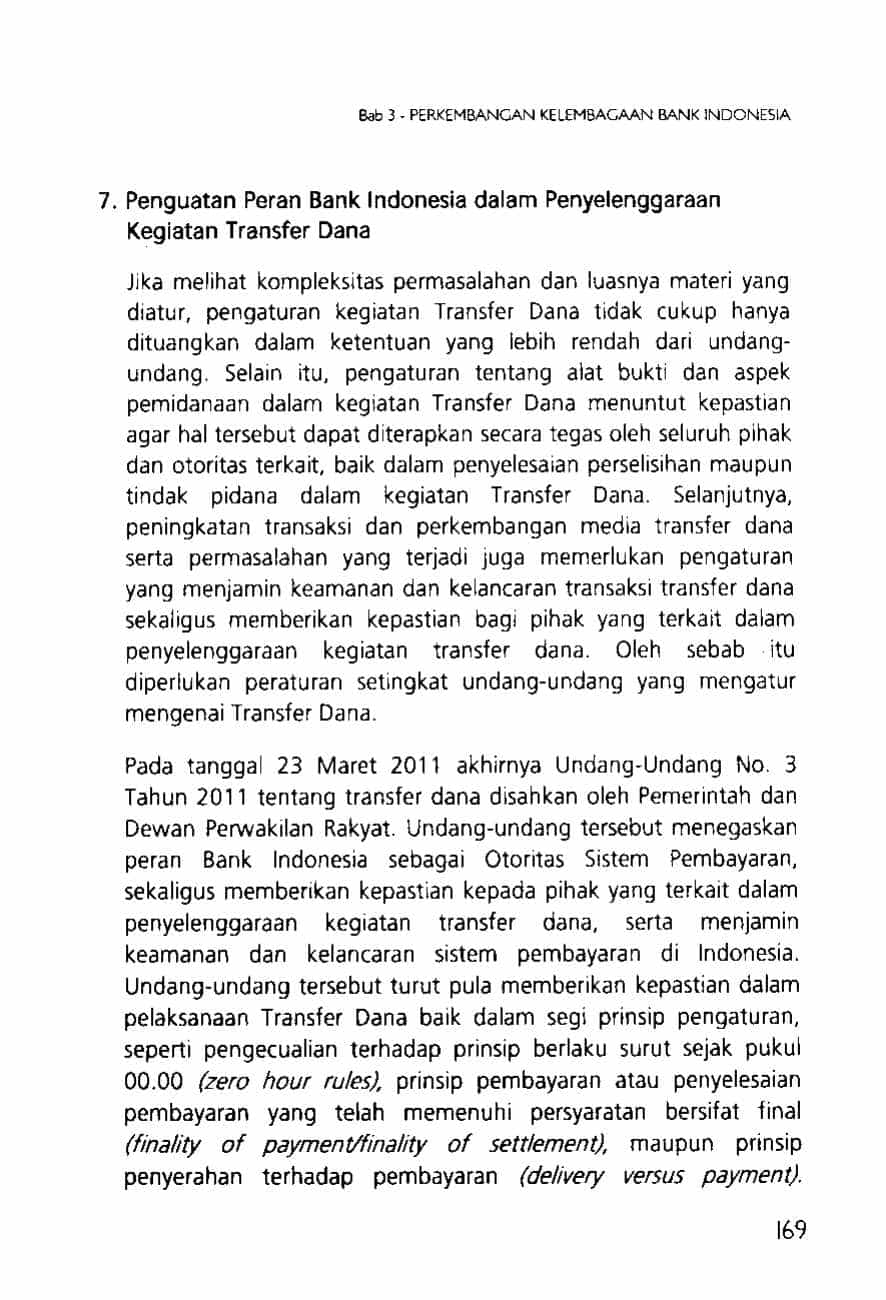 Bab 3 - PERKEMBANGAN KELEMBAGAAN BANK INDONESIA
7. Penguatan Peran Bank Indonesia dalam Penyelenggaraan
Kegiatan Transfer Dana
Jika melihat kompleksitas permasalahan dan luasnya materi yang
diatur, pengaturan kegiatan Transfer Dana tidak cukup hanya
dituangkan dalam ketentuan yang lebih rendah dari undang-
undang. Selain itu, pengaturan tentang alat bukti dan aspek
pemidanaan dalam kegiatan Transfer Dana menuntut kepastian
agar hal tersebut dapat diterapkan secara tegas oleh seluruh pihak
dan otoritas terkait, baik dalam penyelesaian perselisihan maupun
tindak pidana dalam kegiatan Transfer Dana. Selanjutnya,
peningkatan transaksi dan perkembangan media transfer dana
serta permasalahan yang terjadi juga memerlukan pengaturan
yang menjamin keamanan dan kelancaran transaksi transfer dana
sekaligus memberikan kepastian bagi pihak yang terkait dalam
penyelenggaraan kegiatan transfer dana. Oleh sebab itu
diperlukan peraturan setingkat undang-undang yang mengatur
mengenai Transfer Dana.
Pada tanggal 23 Maret 2011 akhirnya Undang-Undang No. 3
Tahun 2011 tentang transfer dana disahkan oleh Pemerintah dan
Dewan Perwakilan Rakyat. Undang-undang tersebut menegaskan
peran Bank Indonesia sebagai Otoritas Sistem Pembayaran,
sekaligus memberikan kepastian kepada pihak yang terkait dalam
penyelenggaraan kegiatan transfer dana, serta menjamin
keamanan dan kelancaran sistem pembayaran di Indonesia.
Undang-undang tersebut turut pula memberikan kepastian dalam
pelaksanaan Transfer Dana baik dalam segi prinsip pengaturan,
seperti pengecualian terhadap prinsip berlaku surut sejak pukul
00.00 (zero hour rules), prinsip pembayaran atau penyelesaian
pembayaran yang telah memenuhi persyaratan bersifat final
(finality of payment/finality of settlement), maupun prinsip
penyerahan terhadap pembayaran (delivery versus payment).
169